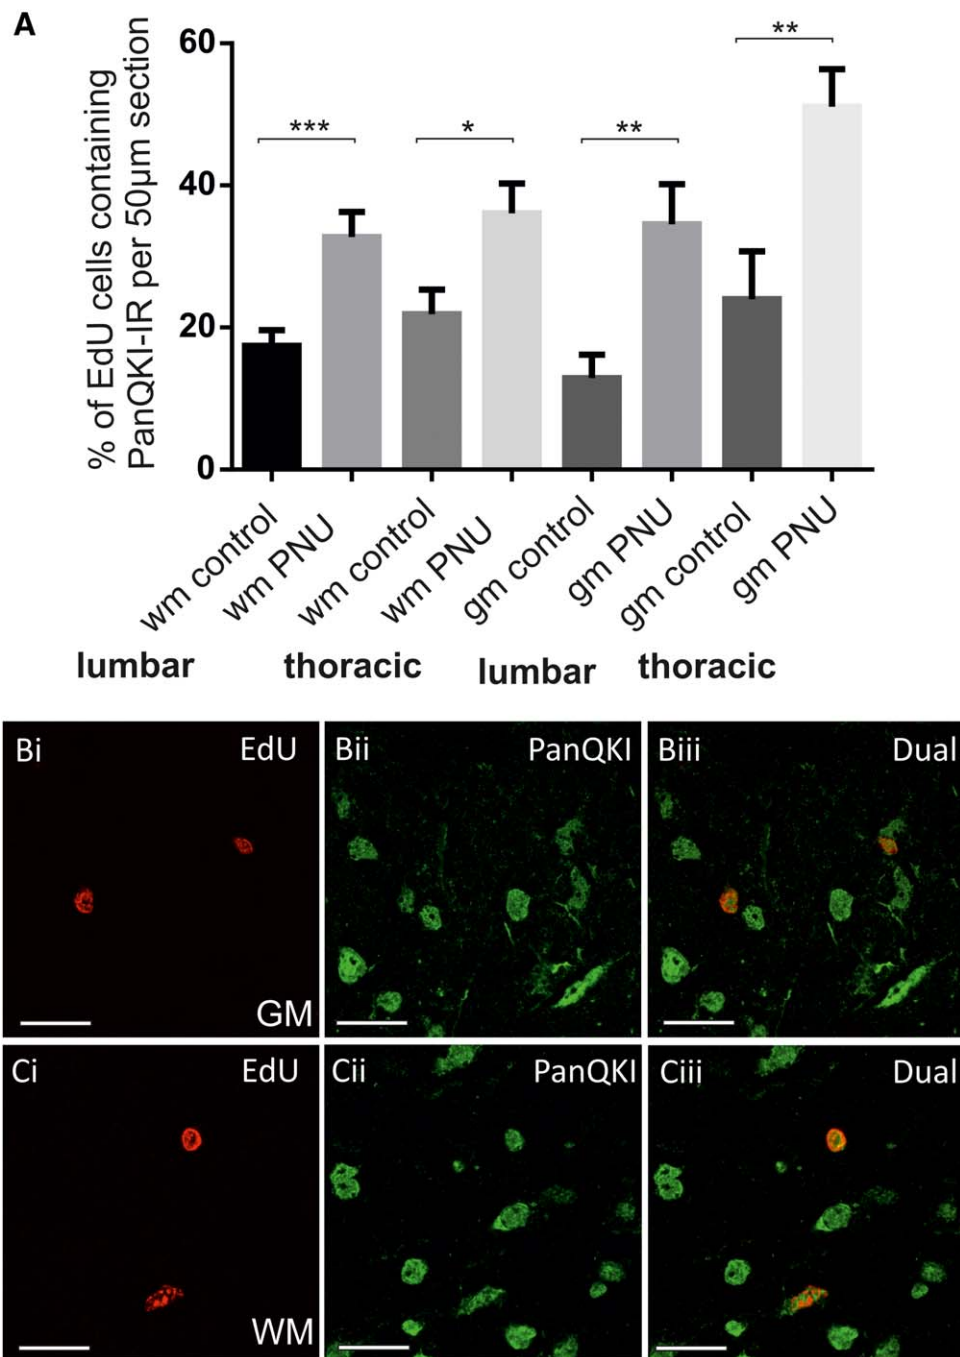 A
% of EdU cells containing
PanQKI-IR per 50µm section
60
40
20
0
***
*
**
**
wm control
wm PNU
wm control
wm PNU
gm control
gm PNU
gm control
gm PNU
lumbar
thoracic
lumbar
thoracic
Bi EdU
GM
Bii PanQKI
Biii Dual
Ci EdU
WM
Cii PanQKI
Ciii Dual